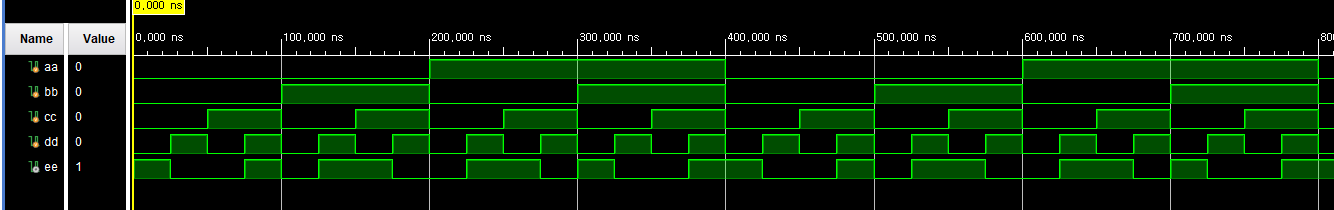 0,000 ns
Name Value 0,000 ns 100,000 ns 200,000 ns 300,000 ns 400,000 ns 500,000 ns 600,000 ns 700,000 ns 800
aa 0
bb 0
cc 0
dd 0
ee 1